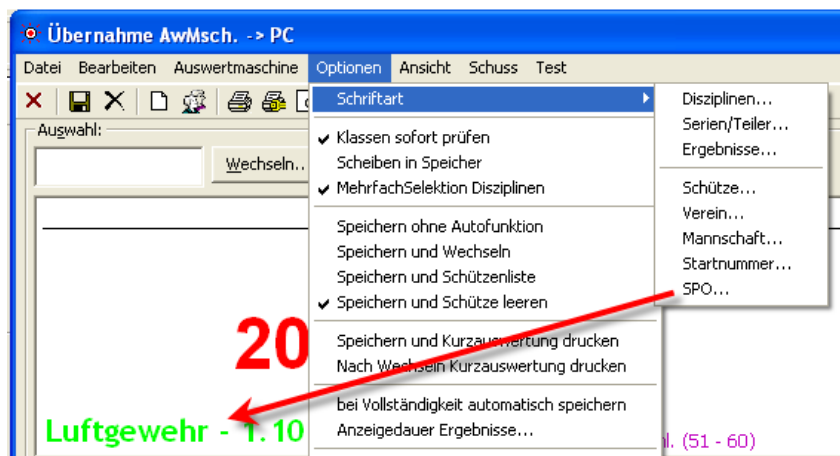 Übernahme AwMsch. -> PC
Datei Bearbeiten Auswertmaschine Optionen Ansicht Schuss Test
Auswahl:
Wechseln..
Schriftart
Klassen sofort prüfen
Scheiben in Speicher
MehrfachSelektion Disziplinen
Speichern ohne Autofunktion
Speichern und Wechseln
Speichern und Schützenliste
Speichern und Schütze leeren
Speichern und Kurzauswertung drucken
Nach Wechseln Kurzauswertung drucken
bei Vollständigkeit automatisch speichern
Anzeigedauer Ergebnisse...
Disziplinen...
Serien/Teiler...
Ergebnisse...
Schütze...
Verein...
Mannschaft...
Startnummer...
SPO...
20
Luftgewehr - 1.10
(51 - 60)